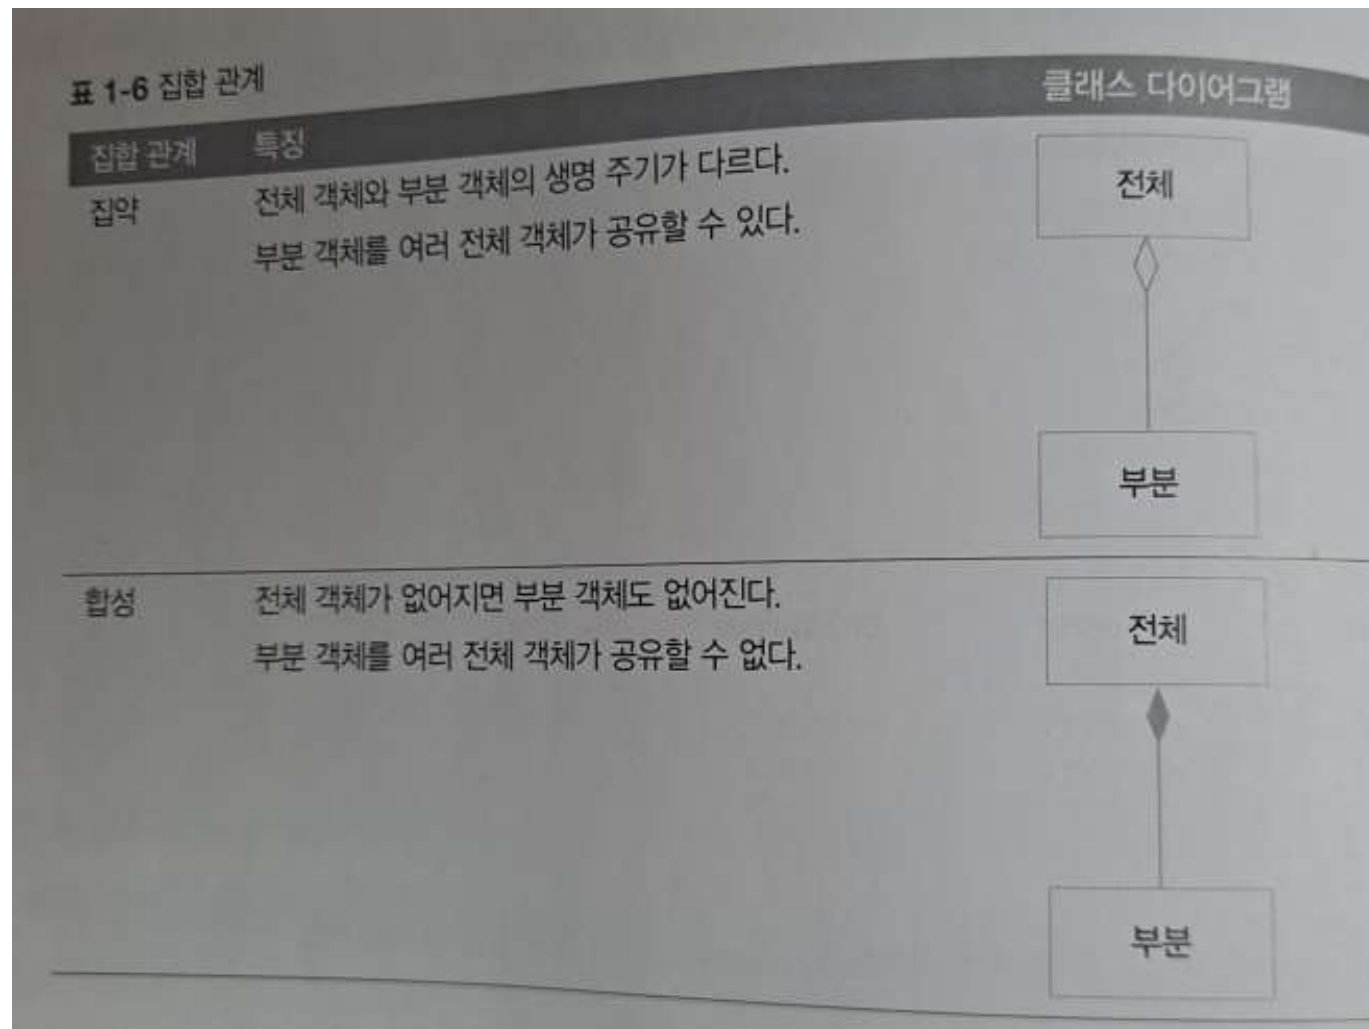 표 1-6 집합 관계
집합 관계 특징 클래스 다이어그램
집약 전체 객체와 부분 객체의 생명 주기가 다르다.
부분 객체를 여러 전체 객체가 공유할 수 있다.
전체
부분
합성 전체 객체가 없어지면 부분 객체도 없어진다.
부분 객체를 여러 전체 객체가 공유할 수 없다.
전체
부분